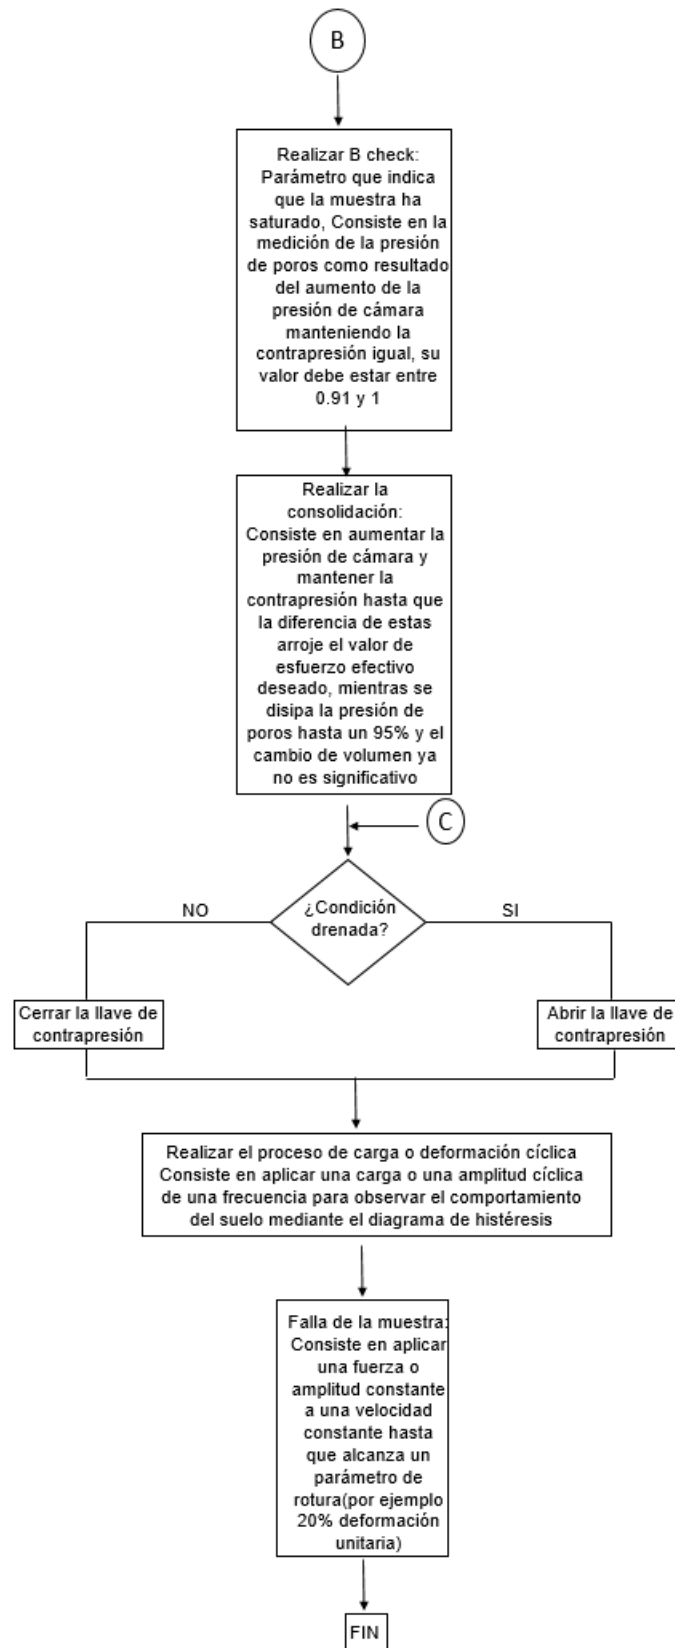 B
Realizar B check:
Parámetro que indica
que la muestra ha
saturado, Consiste en la
medición de la presión
de poros como resultado
del aumento de la
presión de cámara
manteniendo la
contrapresión igual, su
valor debe estar entre
0.91 y 1
Realizar la
consolidación:
Consiste en aumentar la
presión de cámara y
mantener la
contrapresión hasta que
la diferencia de estas
arroje el valor de
esfuerzo efectivo
deseado, mientras se
disipa la presión de
poros hasta un 95% y el
cambio de volumen ya
no es significativo
C
¿Condición
drenada?
NO
SI
Cerrar la llave de
contrapresión
Abrir la llave de
contrapresión
Realizar el proceso de carga o deformación cíclica
Consiste en aplicar una carga o una amplitud cíclica
de una frecuencia para observar el comportamiento
del suelo mediante el diagrama de histéresis
Falla de la muestra:
Consiste en aplicar
una fuerza o
amplitud constante
a una velocidad
constante hasta
que alcanza un
parámetro de
rotura(por ejemplo
20% deformación
unitaria)
FIN